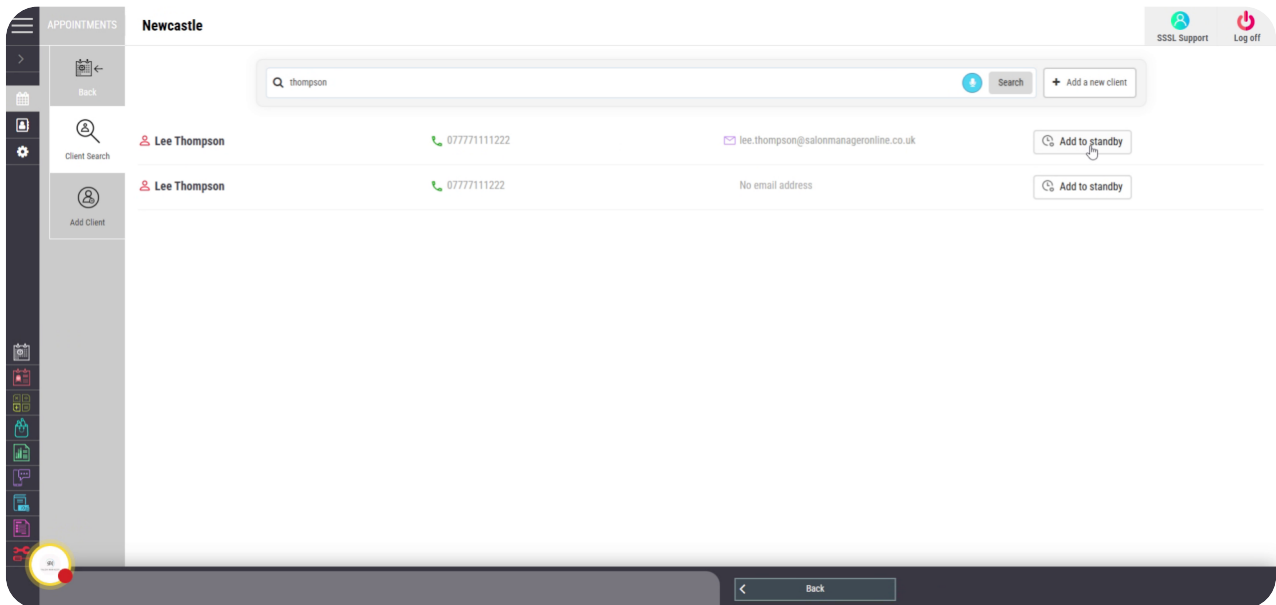 APPOINTMENTS
Newcastle
SSSL Support
Log off
Back
thompson
Search
+ Add a new client
Client Search
Lee Thompson
077771111222
lee.thompson@salonmanageronline.co.uk
Add to standby
Lee Thompson
07777111222
No email address
Add to standby
Add Client
Back